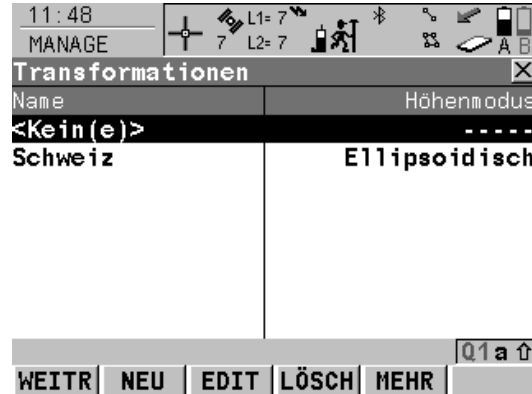 11:48
MANAGE
L1= 7
7 L2= 7
A B
Transformationen
Name Höhenmodus
<Kein(e)> -----
Schweiz Ellipsoidisch
Q1 a ⇧
WEITR NEU EDIT LÖSCH MEHR